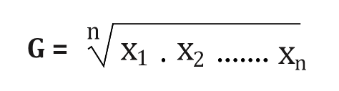 G = ⁿ√x₁ . x₂ ....... xₙ